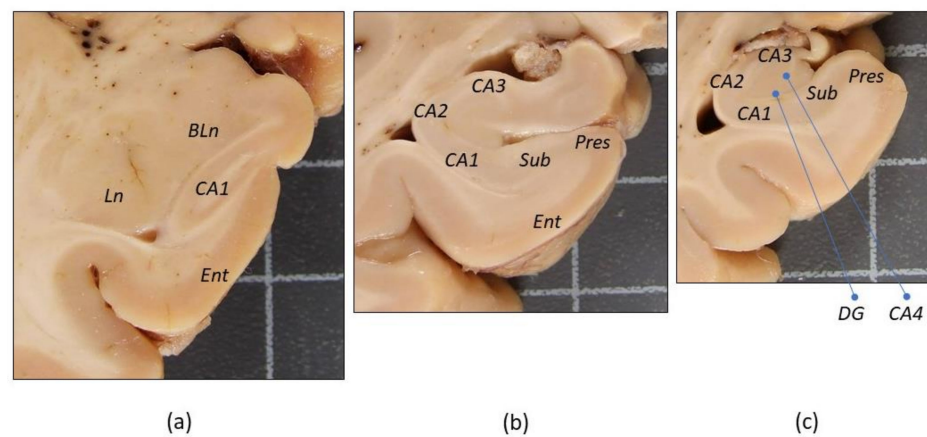 BLn
Ln
CA1
Ent
(a)
CA3
CA2
CA1
Sub
Pres
Ent
(b)
CA3
CA2
Pres
Sub
CA1
DG
CA4
(c)